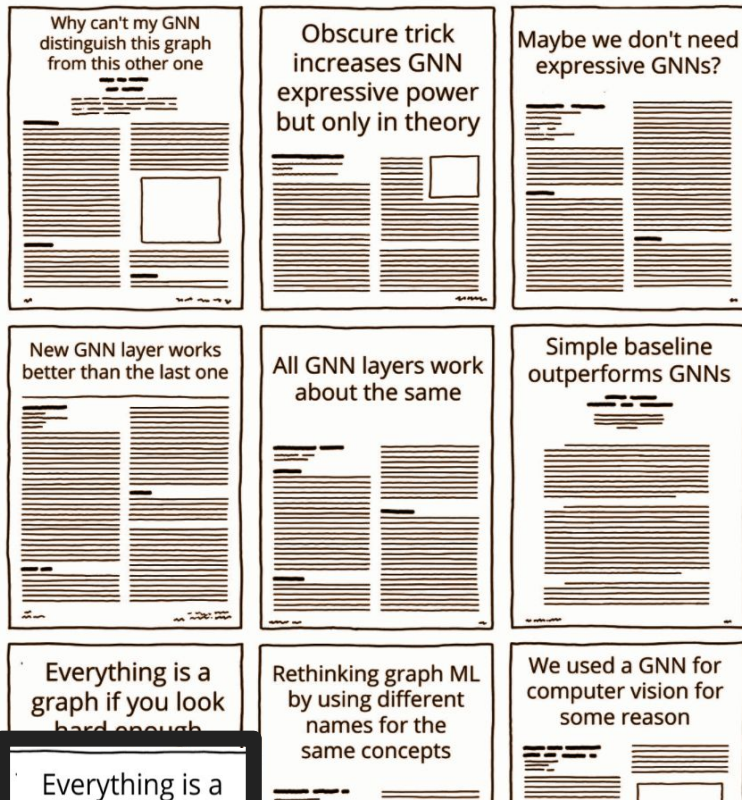 Why can't my GNN
distinguish this graph
from this other one
Obscure trick
increases GNN
expressive power
but only in theory
Maybe we don't need
expressive GNNs?
New GNN layer works
better than the last one
All GNN layers work
about the same
Simple baseline
outperforms GNNs
Everything is a
graph if you look
hard enough
Rethinking graph ML
by using different
names for the
same concepts
We used a GNN for
computer vision for
some reason
Everything is a